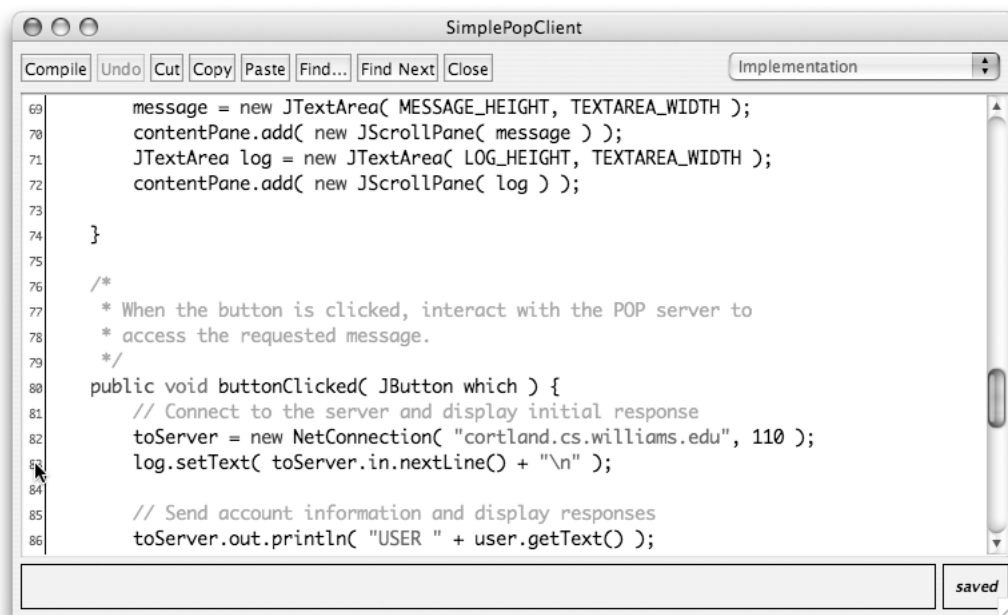 SimplePopClient
Compile Undo Cut Copy Paste Find... Find Next Close Implementation
69 message = new JTextArea( MESSAGE_HEIGHT, TEXTAREA_WIDTH );
70 contentPane.add( new JScrollPane( message ) );
71 JTextArea log = new JTextArea( LOG_HEIGHT, TEXTAREA_WIDTH );
72 contentPane.add( new JScrollPane( log ) );
73
74 }
75
76 /*
77 * When the button is clicked, interact with the POP server to
78 * access the requested message.
79 */
80 public void buttonClicked( JButton which ) {
81 // Connect to the server and display initial response
82 toServer = new NetConnection( "cortland.cs.williams.edu", 110 );
83 log.setText( toServer.in.nextLine() + "\n" );
84
85 // Send account information and display responses
86 toServer.out.println( "USER " + user.getText() );
saved